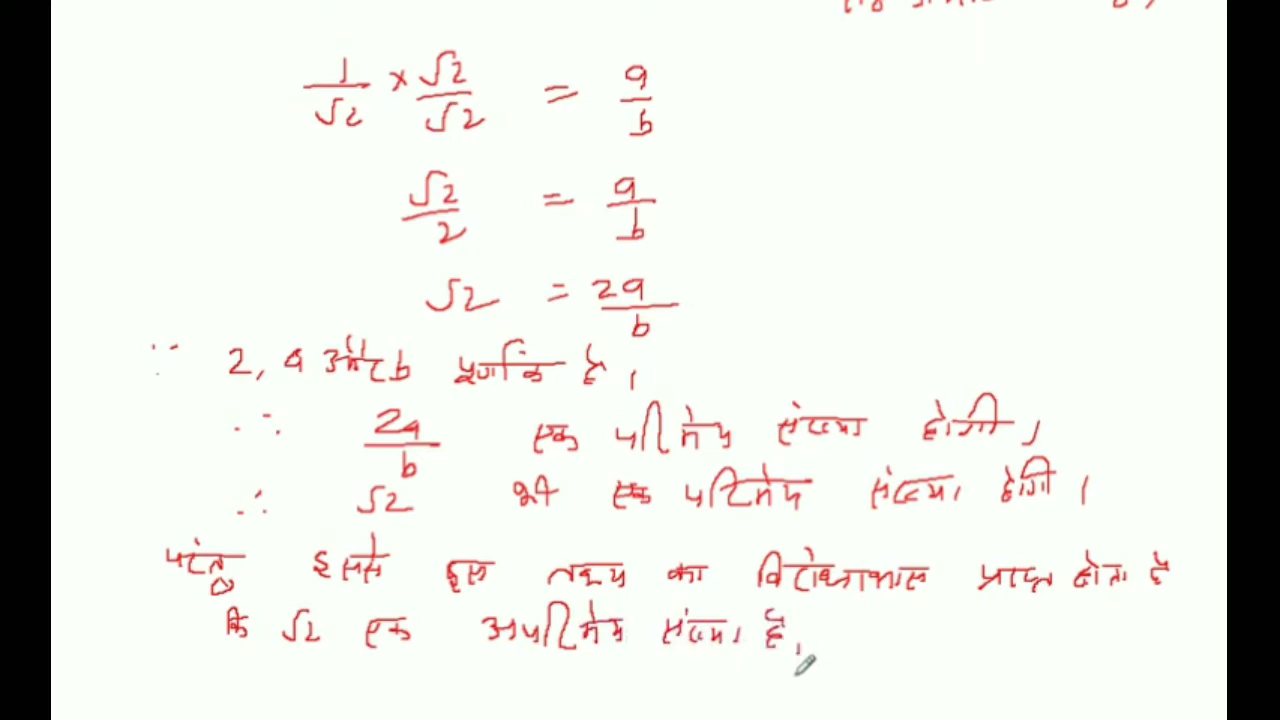 1/√2 × √2/√2 = a/b
√2/2 = a/b
√2 = 2a/b
∵ 2, a और b पूर्णांक है।
∴ 2a/b एक परिमेय संख्या होगी।
∴ √2 भी एक परिमेय संख्या होगी।
परंतु इससे इस तथ्य का विरोधाभास प्राप्त होता है
कि √2 एक अपरिमेय संख्या है,